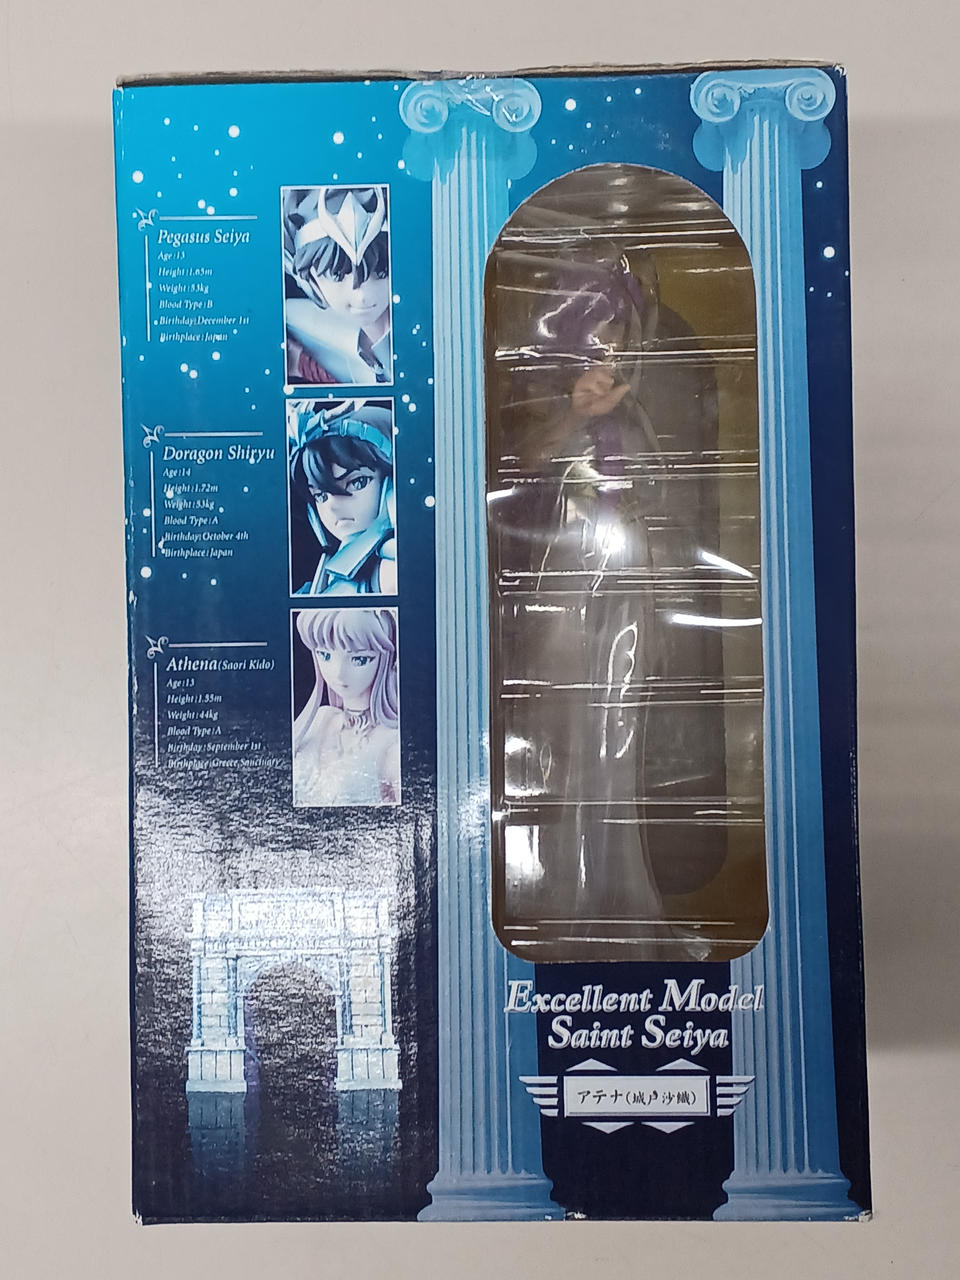 Pegasus Seiya
Age:13
Height:1.65m
Weight:53kg
Blood Type:B
Birthday:December 1st
Birthplace:Japan
Doragon Shiryu
Age:14
Height:1.72m
Weight:53kg
Blood Type:A
Birthday:October 4th
Birthplace:Japan
Athena(Saori Kido)
Age:13
Height:1.55m
Weight:44kg
Blood Type:A
Birthday:September 1st
Birthplace:Greece Sanctuary
Excellent Model
Saint Seiya
アテナ(城戸沙織)